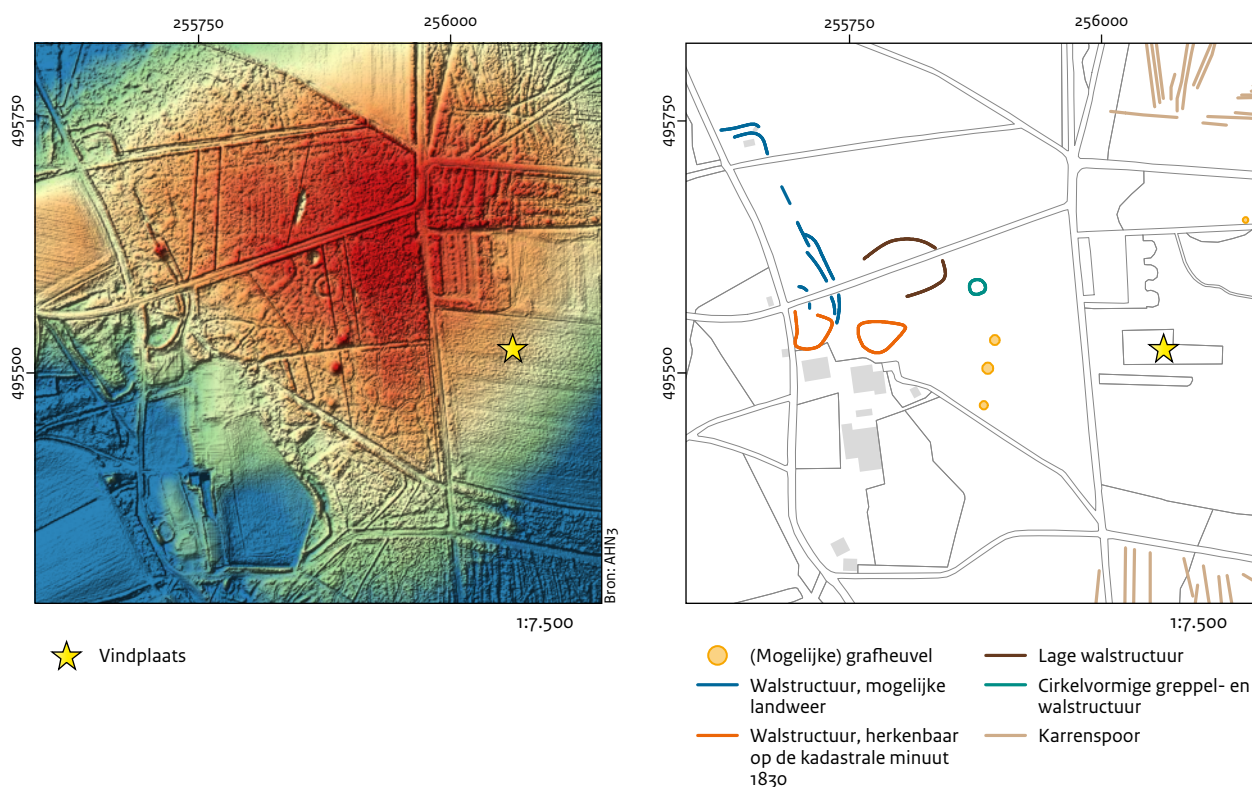 255750
256000
495750
495500
Bron: AHN3
1:7.500
Vindplaats
255750
256000
495750
495500
1:7.500
(Mogelijke) grafheuvel
Walstructuur, mogelijke
landweer
Walstructuur, herkenbaar
op de kadastrale minuut
1830
Lage walstructuur
Cirkelvormige greppel- en
walstructuur
Karrenspoor